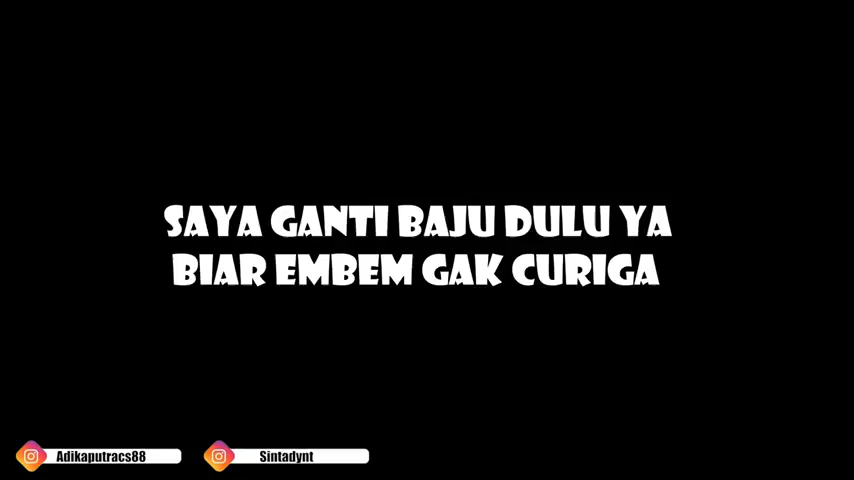 SAYA GANTI BAJU DULU YA
BIAR EMBEM GAK CURIGA
Adikaputracs88
Sintadynt